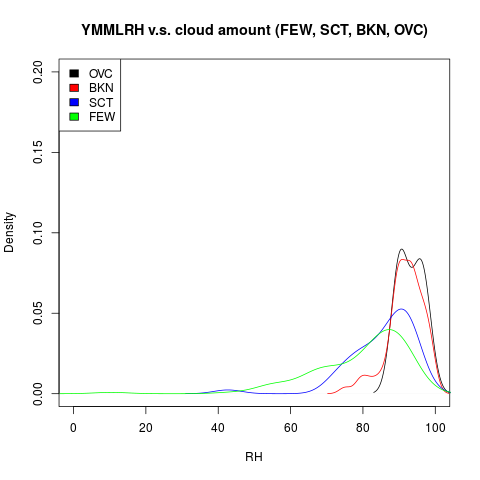 YMMLRH v.s. cloud amount (FEW, SCT, BKN, OVC)
OVC
BKN
SCT
FEW
Density
0.20
0.15
0.10
0.05
0.00
0 20 40 60 80 100
RH